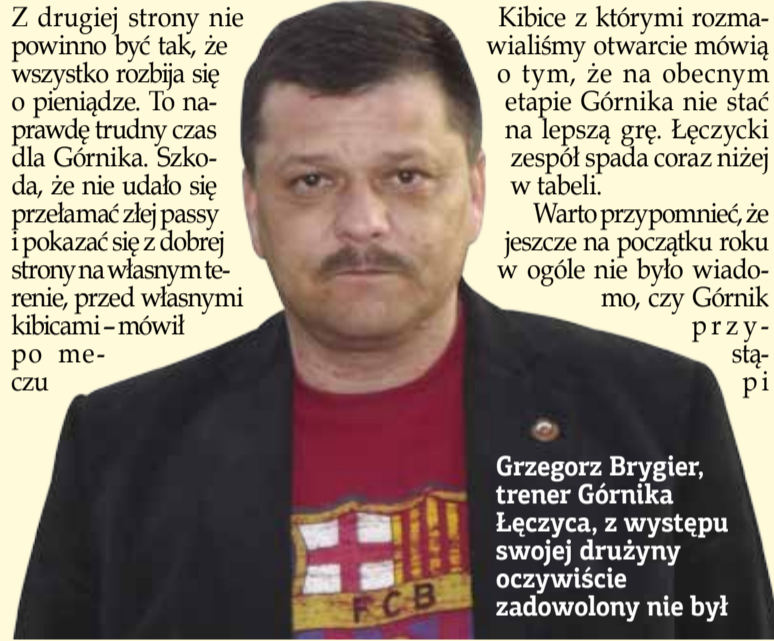 Z drugiej strony nie
powinno być tak, że
wszystko rozbija się
o pieniądze. To na-
prawdę trudny czas
dla Górnika. Szko-
da, że nie udało się
przełamać złej passy
i pokazać się z dobrej
strony na własnym te-
renie, przed własnymi
kibicami – mówił
po me-
czu
Kibice z którymi rozma-
wialiśmy otwarcie mówią
o tym, że na obecnym
etapie Górnika nie stać
na lepszą grę. Łęczycki
zespół spada coraz niżej
w tabeli.
Warto przypomnieć, że
jeszcze na początku roku
w ogóle nie było wiado-
mo, czy Górnik
przy-
stą-
pi
FCB
Grzegorz Brygier,
trener Górnika
Łęczyca, z występu
swojej drużyny
oczywiście
zadowolony nie był